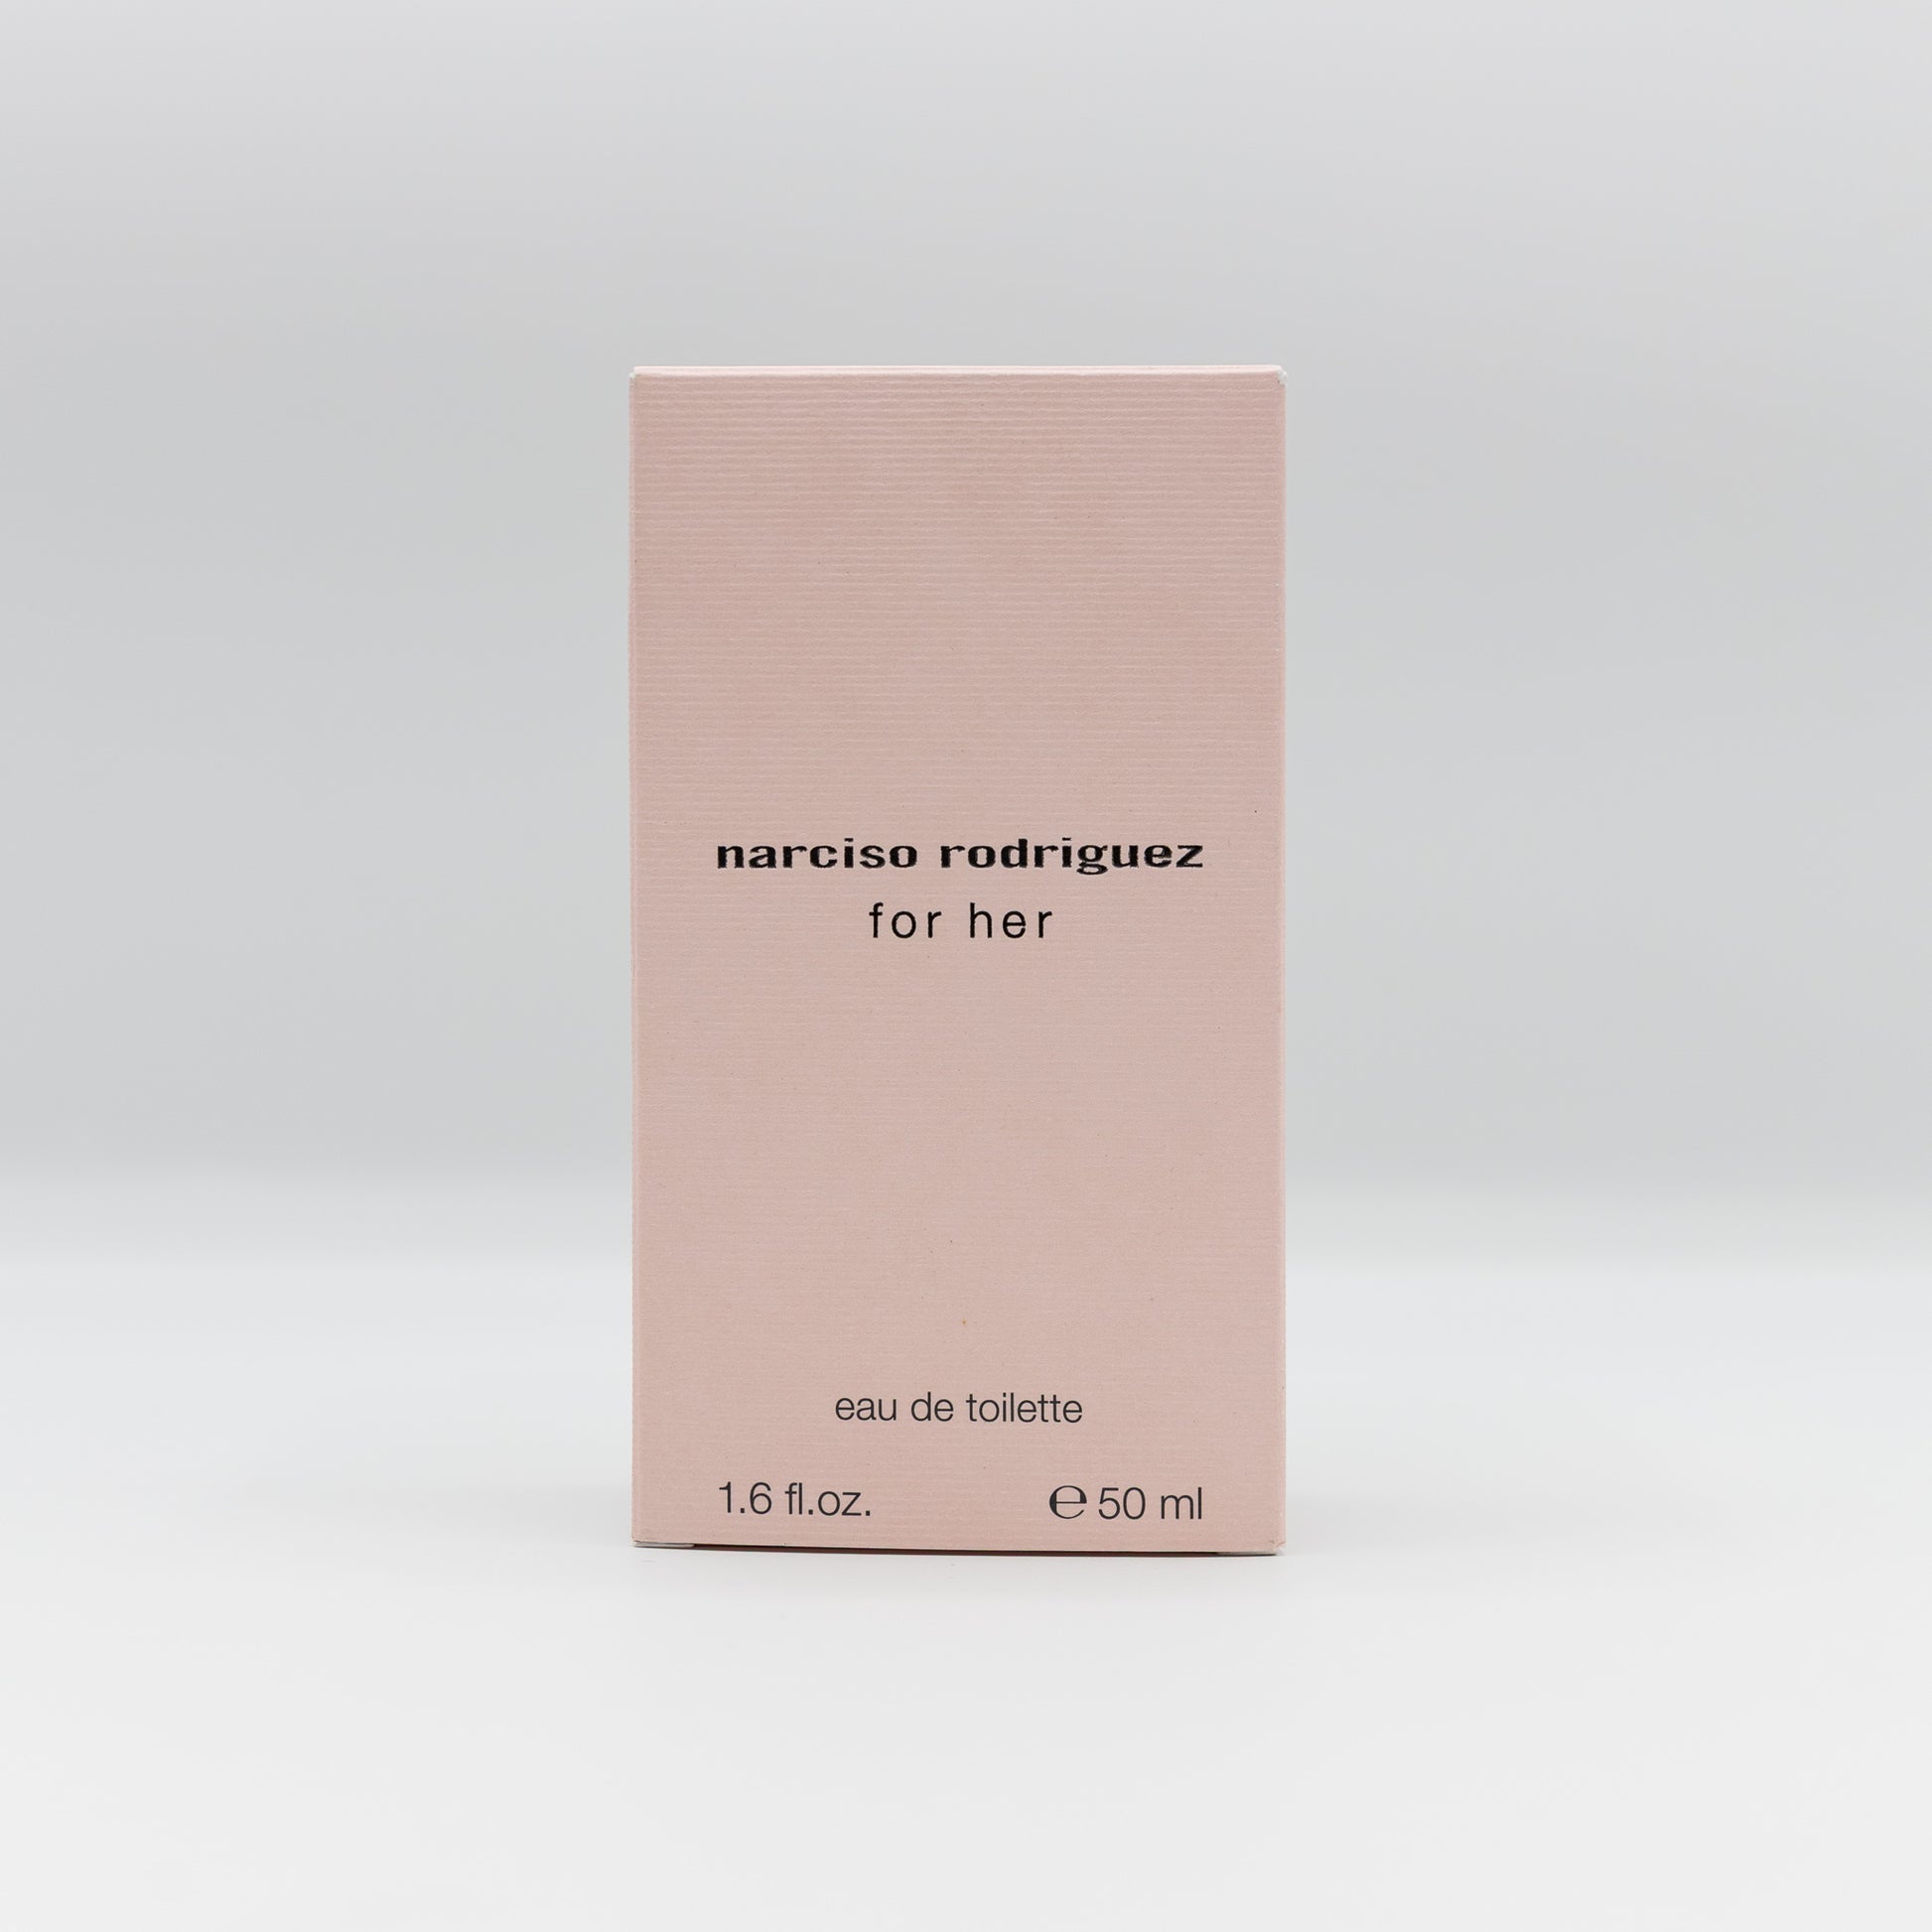 narciso rodriguez
for her
eau de toilette
1.6 fl.oz. ℮ 50 ml